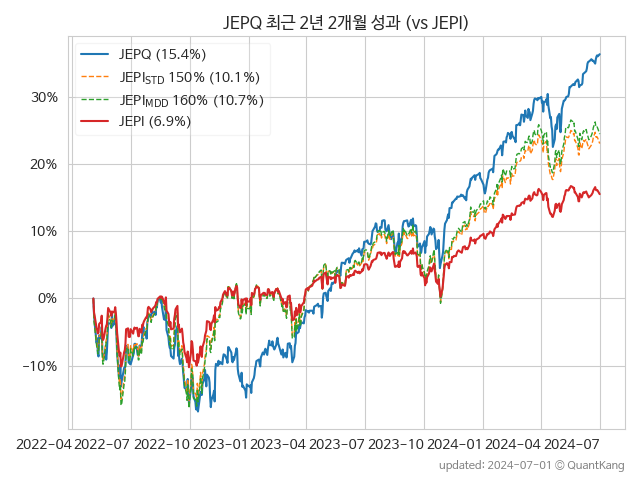 JEPQ 최근 2년 2개월 성과 (vs JEPI)
JEPQ (15.4%)
JEPI_STD 150% (10.1%)
JEPI_MDD 160% (10.7%)
JEPI (6.9%)
30%
20%
10%
0%
−10%
2022-04 2022-07 2022-10 2023-01 2023-04 2023-07 2023-10 2024-01 2024-04 2024-07
updated: 2024-07-01 © QuantKang